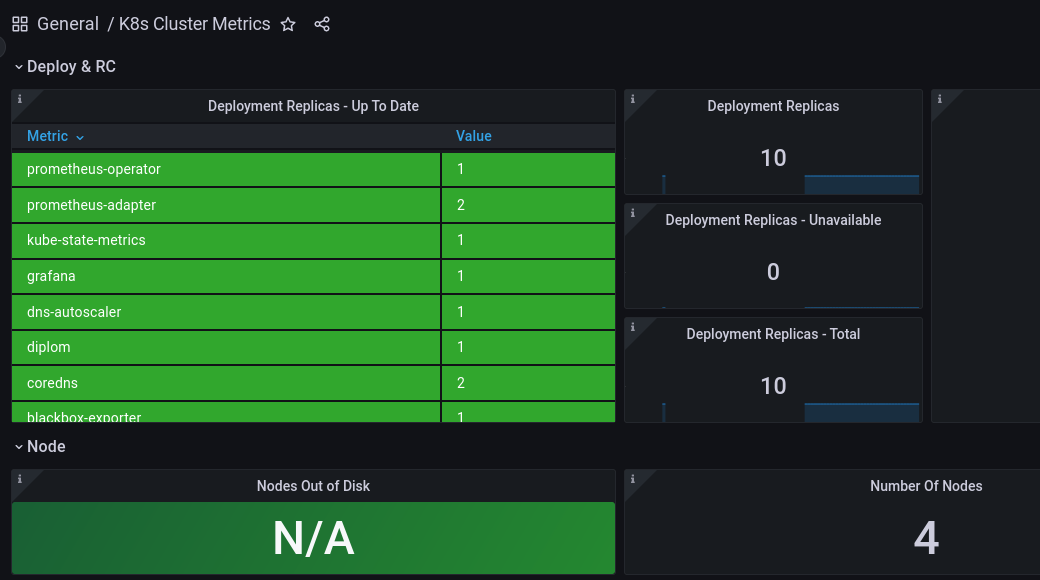 General / K8s Cluster Metrics
Deploy & RC
Deployment Replicas - Up To Date
Metric Value
prometheus-operator 1
prometheus-adapter 2
kube-state-metrics 1
grafana 1
dns-autoscaler 1
diplom 1
coredns 2
blackbox-exporter 1
Deployment Replicas
10
Deployment Replicas - Unavailable
0
Deployment Replicas - Total
10
Node
Nodes Out of Disk
N/A
Number Of Nodes
4